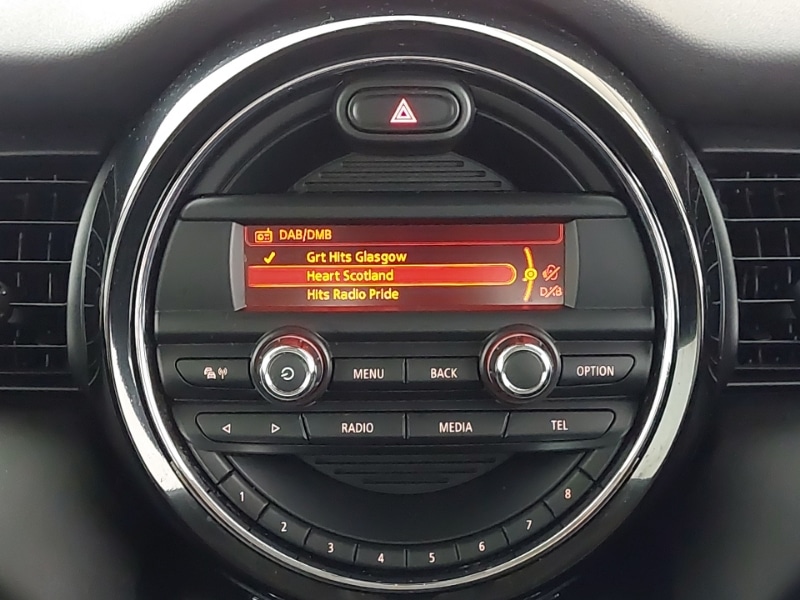 DAB/DMB
✓ Grt Hits Glasgow
Heart Scotland
Hits Radio Pride
DAB
MENU BACK OPTION
RADIO MEDIA TEL
1 2 3 4 5 6 7 8